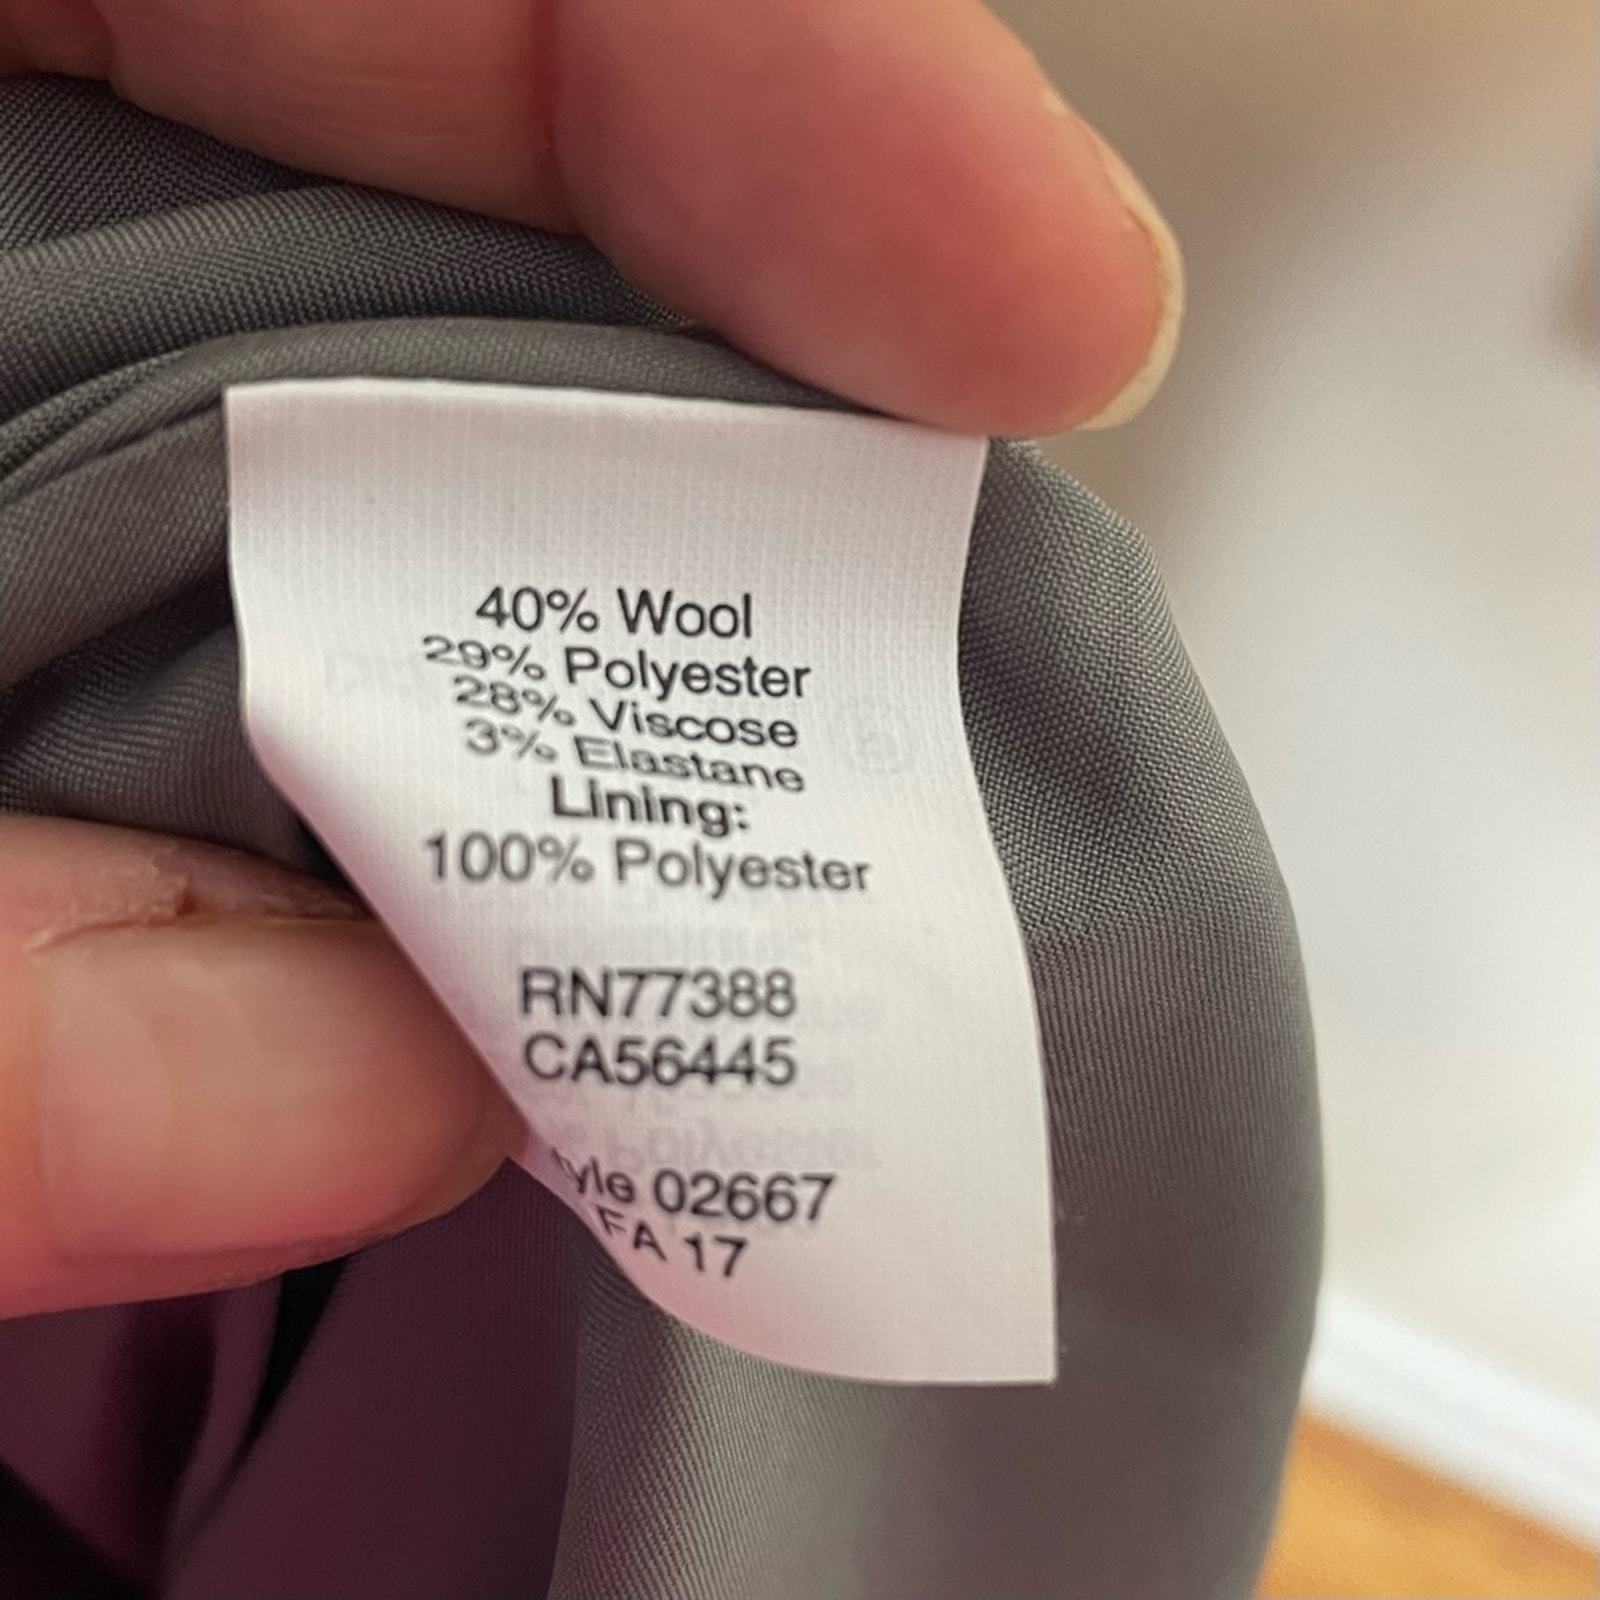 40% Wool
29% Polyester
28% Viscose
3% Elastane
Lining:
100% Polyester
RN77388
CA56445
02667
FA 17